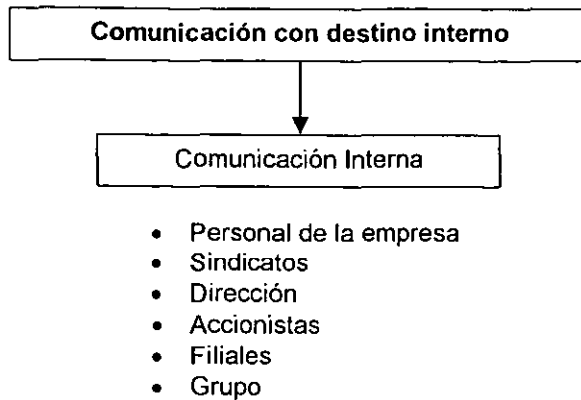 Comunicación con destino interno
Comunicación Interna
• Personal de la empresa
• Sindicatos
• Dirección
• Accionistas
• Filiales
• Grupo